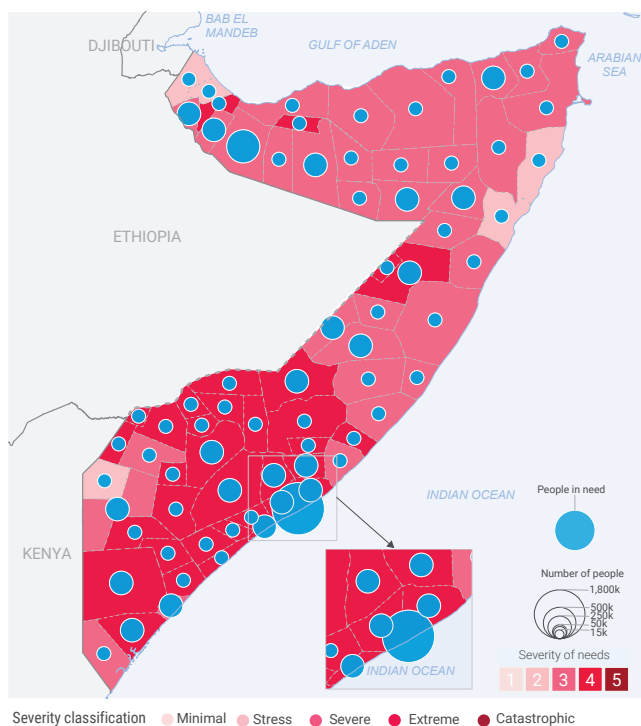 BAB EL
MANDEB
DJIBOUTI
GULF OF ADEN
ARABIAN
SEA
ETHIOPIA
INDIAN OCEAN
KENYA
INDIAN OCEAN
People in need
Number of people
1,800k
500k
250k
50k
15k
Severity of needs
1 2 3 4 5
Severity classification Minimal Stress Severe Extreme Catastrophic